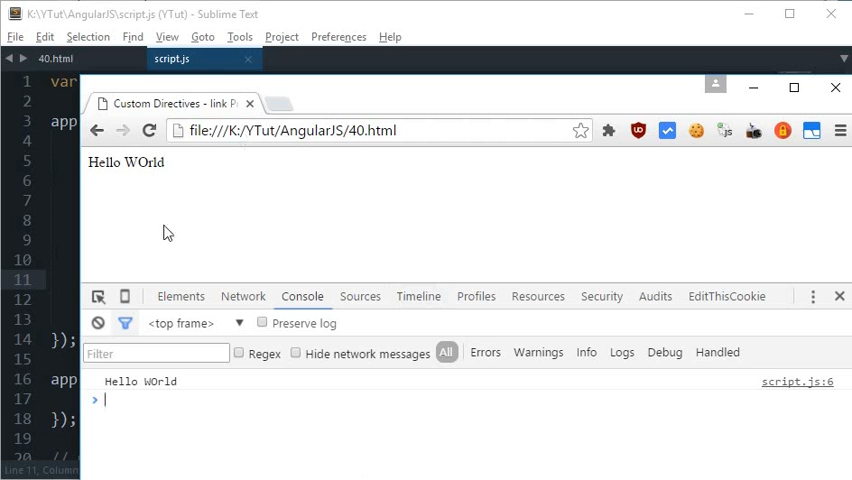 K:\YTut\AngularJS\script.js (YTut) - Sublime Text
File Edit Selection Find View Goto Tools Project Preferences Help
40.html script.js
1 var
2
3 app
4
5
6
7
8
9
10
11
12
13
14 });
15
16 app
17
18 });
19
20 //
Line 11, Column
Custom Directives - link
file:///K:/YTut/AngularJS/40.html
Hello WOrld
Elements Network Console Sources Timeline Profiles Resources Security Audits EditThisCookie
<top frame> Preserve log
Filter Regex Hide network messages All Errors Warnings Info Logs Debug Handled
Hello WOrld script.js:6